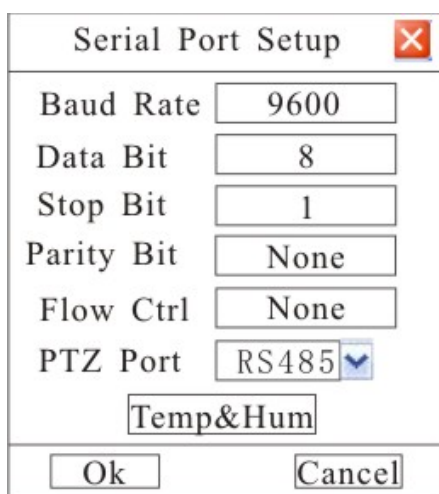 Serial Port Setup
Baud Rate 9600
Data Bit 8
Stop Bit 1
Parity Bit None
Flow Ctrl None
PTZ Port RS485
Temp&Hum
Ok Cancel